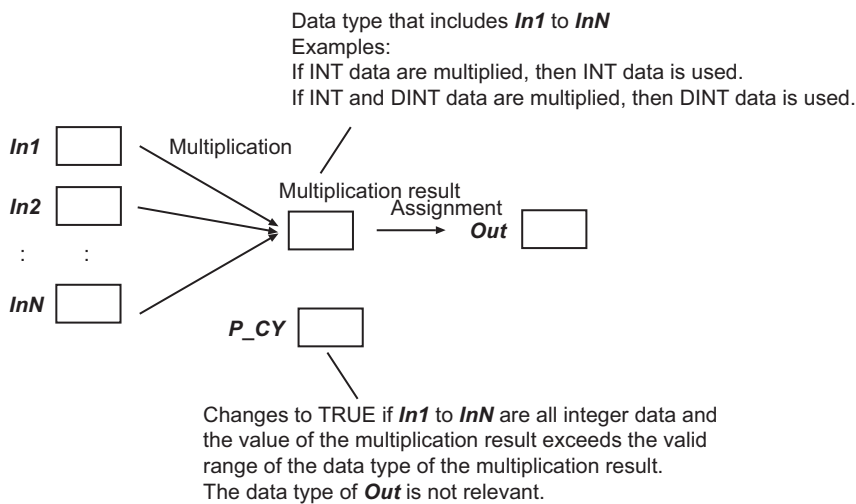 Data type that includes In1 to InN
Examples:
If INT data are multiplied, then INT data is used.
If INT and DINT data are multiplied, then DINT data is used.
In1
Multiplication
In2
Multiplication result
Assignment
Out
: :
InN
P_CY
Changes to TRUE if In1 to InN are all integer data and
the value of the multiplication result exceeds the valid
range of the data type of the multiplication result.
The data type of Out is not relevant.